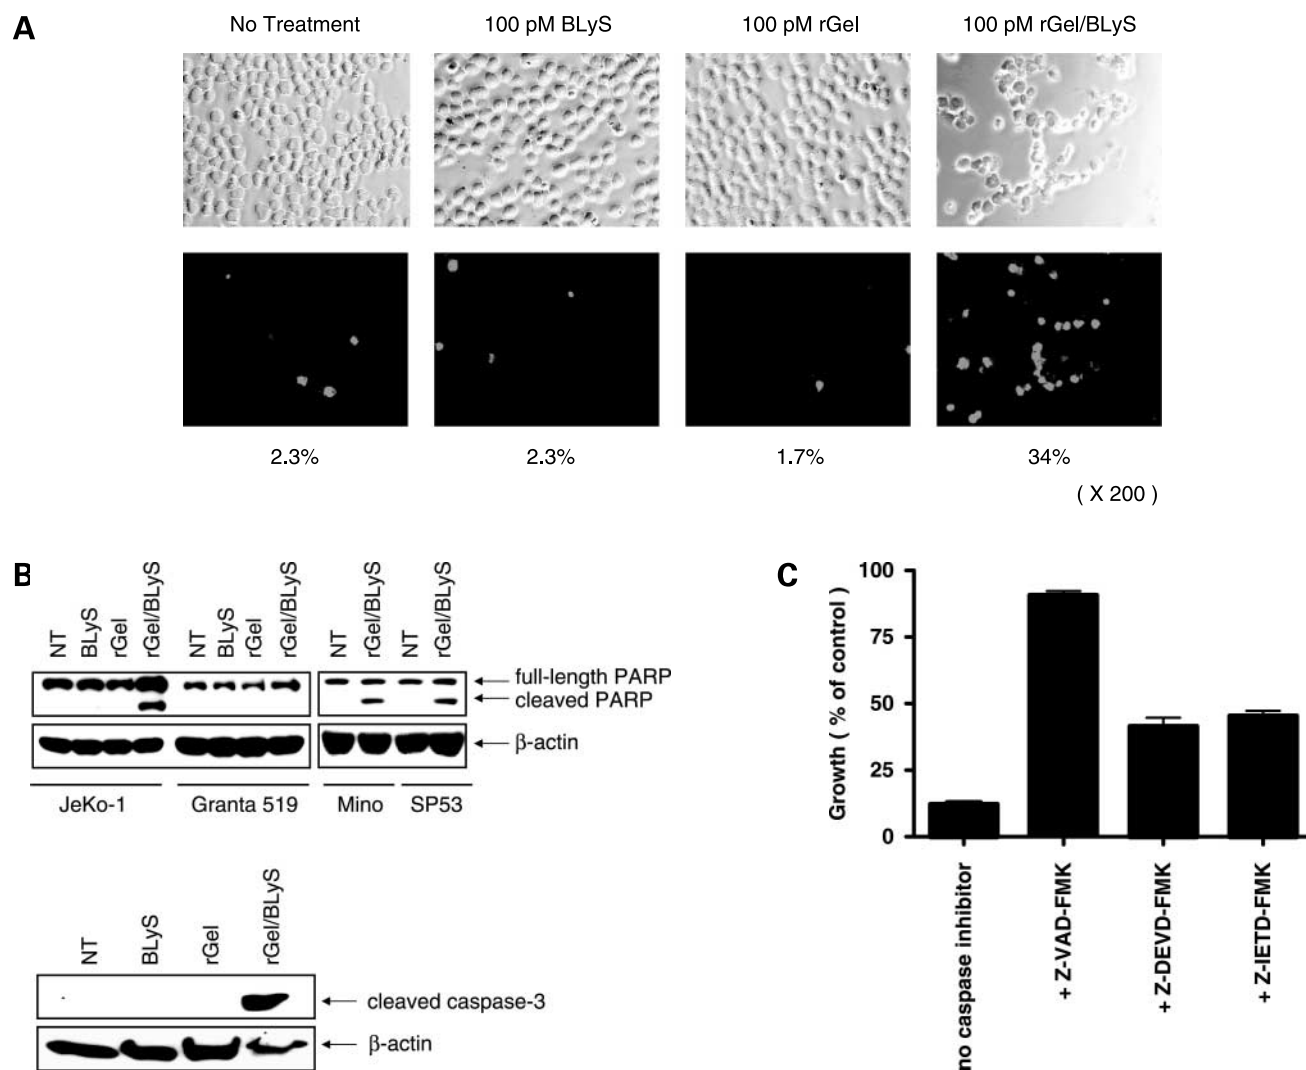 A
No Treatment
100 pM BLyS
100 pM rGel
100 pM rGel/BLyS
2.3%
2.3%
1.7%
34%
( X 200 )
B
NT
BLyS
rGel
rGel/BLyS
NT
BLyS
rGel
rGel/BLyS
NT
rGel/BLyS
NT
rGel/BLyS
full-length PARP
cleaved PARP
β-actin
JeKo-1
Granta 519
Mino
SP53
NT
BLyS
rGel
rGel/BLyS
cleaved caspase-3
β-actin
C
Growth ( % of control )
100
75
50
25
0
no caspase inhibitor
+ Z-VAD-FMK
+ Z-DEVD-FMK
+ Z-IETD-FMK